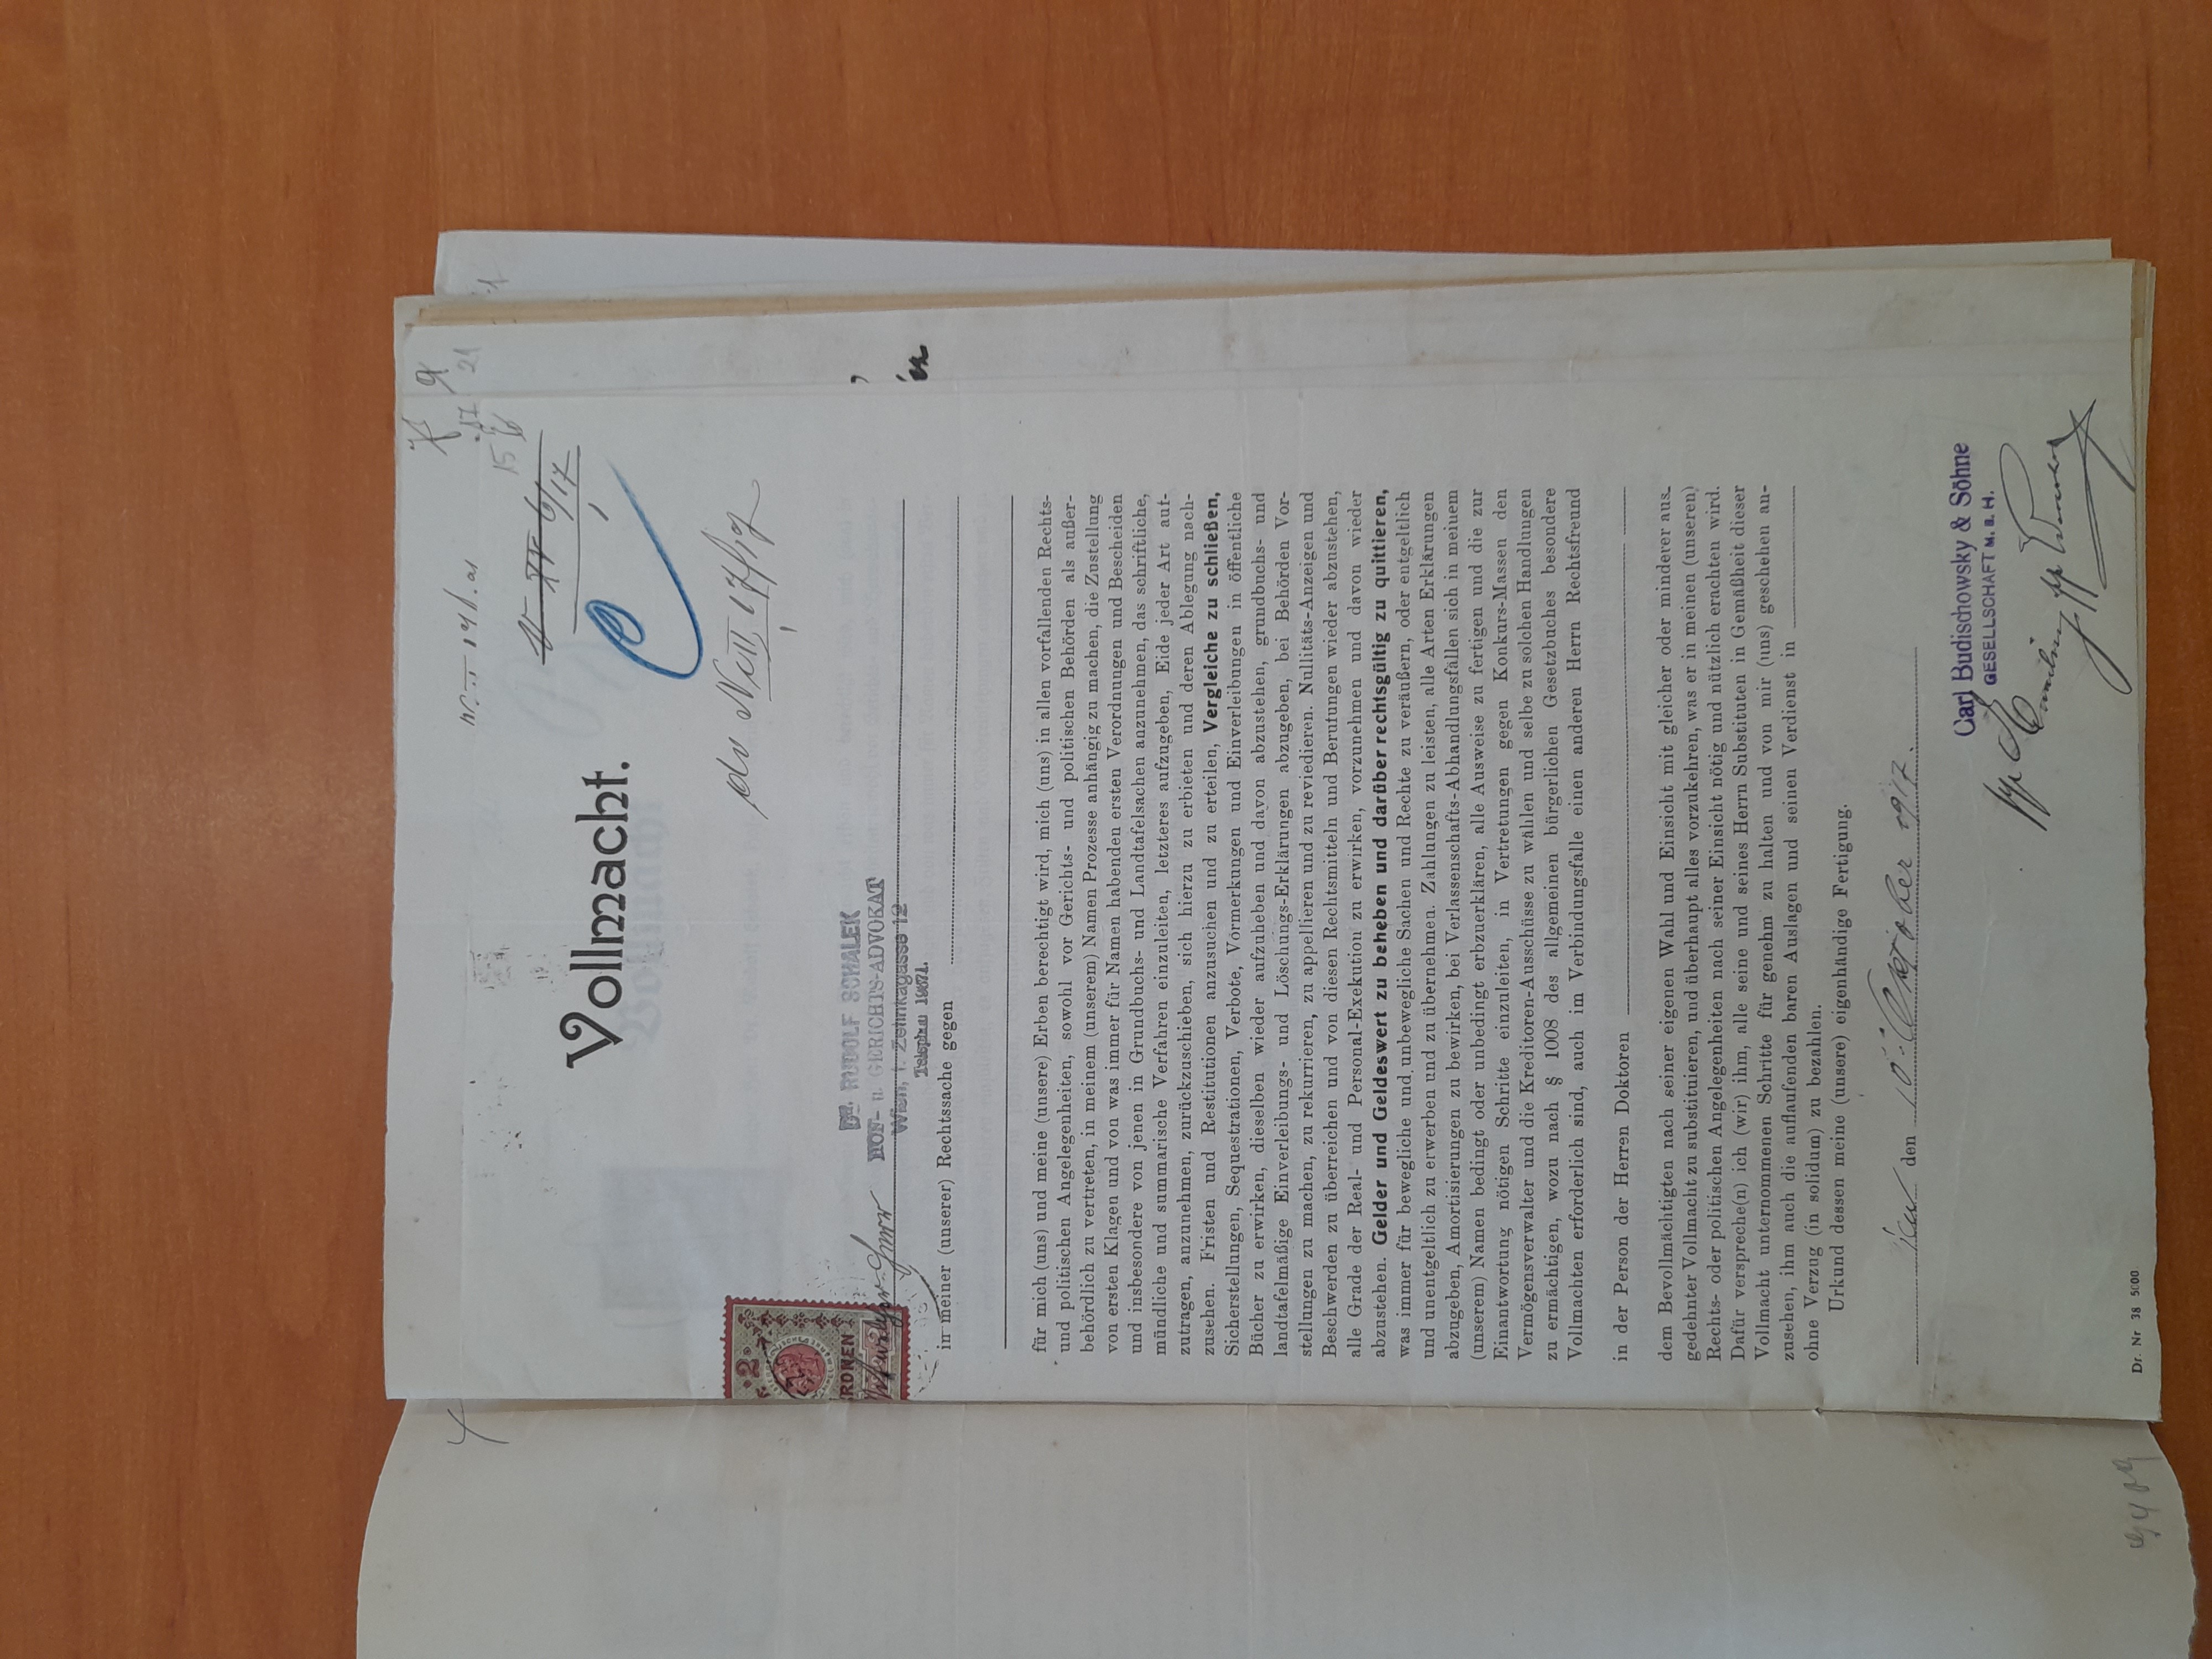 Vollmacht.
DR. RUDOLF SCHALEK
HOF- u. GERICHTS-ADVOKAT
Wien, I. Zelinkagasse 12
in meiner (unserer) Rechtssache gegen
für mich (uns) und meine (unsere) Erben berechtigt wird, mich (uns) in allen vorfallenden Rechts-
und politischen Angelegenheiten, sowohl vor Gerichts- und politischen Behörden als außer-
behördlich zu vertreten, in meinem (unserem) Namen Prozesse anhängig zu machen, die Zustellung
von ersten Klagen und von was immer für Namen habenden ersten Verordnungen und Bescheiden
und insbesondere von jenen in Grundbuchs- und Landtafelsachen anzunehmen, das schriftliche,
mündliche und summarische Verfahren einzuleiten, letzteres aufzugeben, Eide jeder Art auf-
zutragen, anzunehmen, zurückzuschieben, sich hierzu zu erbieten und deren Ablegung nach-
zusehen. Fristen und Restitutionen anzusuchen und zu erteilen, Vergleiche zu schließen,
Sicherstellungen, Sequestrationen, Verbote, Vormerkungen und Einverleibungen in öffentliche
Bücher zu erwirken, dieselben wieder aufzuheben und davon abzustehen, grundbuchs- und
landtafelmäßige Einverleibungs- und Löschungs-Erklärungen abzugeben, bei Behörden Vor-
stellungen zu machen, zu rekurrieren, zu appellieren und zu reviedieren. Nullitäts-Anzeigen und
Beschwerden zu überreichen und von diesen Rechtsmitteln und Berufungen wieder abzustehen,
alle Grade der Real- und Personal-Exekution zu erwirken, vorzunehmen und davon wieder
abzustehen. Gelder und Geldeswert zu beheben und darüber rechtsgültig zu quittieren,
was immer für bewegliche und unbewegliche Sachen und Rechte zu veräußern, oder entgeltlich
und unentgeltlich zu erwerben und zu übernehmen. Zahlungen zu leisten, alle Arten Erklärungen
abzugeben, Amortisierungen zu bewirken, bei Verlassenschafts-Abhandlungsfällen sich in meiuem
(unserem) Namen bedingt oder unbedingt erbzuerklären, alle Ausweise zu fertigen und die zur
Einantwortung nötigen Schritte einzuleiten, in Vertretungen gegen Konkurs-Massen den
Vermögensverwalter und die Kreditoren-Ausschüsse zu wählen und selbe zu solchen Handlungen
zu ermächtigen, wozu nach § 1008 des allgemeinen bürgerlichen Gesetzbuches besondere
Vollmachten erforderlich sind, auch im Verbindungsfalle einen anderen Herrn Rechtsfreund
in der Person der Herren Doktoren
dem Bevollmächtigten nach seiner eigenen Wahl und Einsicht mit gleicher oder minderer aus-
gedehnter Vollmacht zu substituieren, und überhaupt alles vorzukehren, was er in meinen (unseren)
Rechts- oder politischen Angelegenheiten nach seiner Einsicht nötig und nützlich erachten wird.
Dafür verspreche(n) ich (wir) ihm, alle seine und seines Herrn Substituten in Gemäßheit dieser
Vollmacht unternommenen Schritte für genehm zu halten und von mir (uns) geschehen an-
zusehen, ihm auch die auflaufenden baren Auslagen und seinen Verdienst in
ohne Verzug (in solidum) zu bezahlen.
Urkund dessen meine (unsere) eigenhändige Fertigung.
den 10. Oktober 1917.
Carl Budischowsky & Söhne
GESELLSCHAFT M. B. H.
Dr. Nr 38 5000